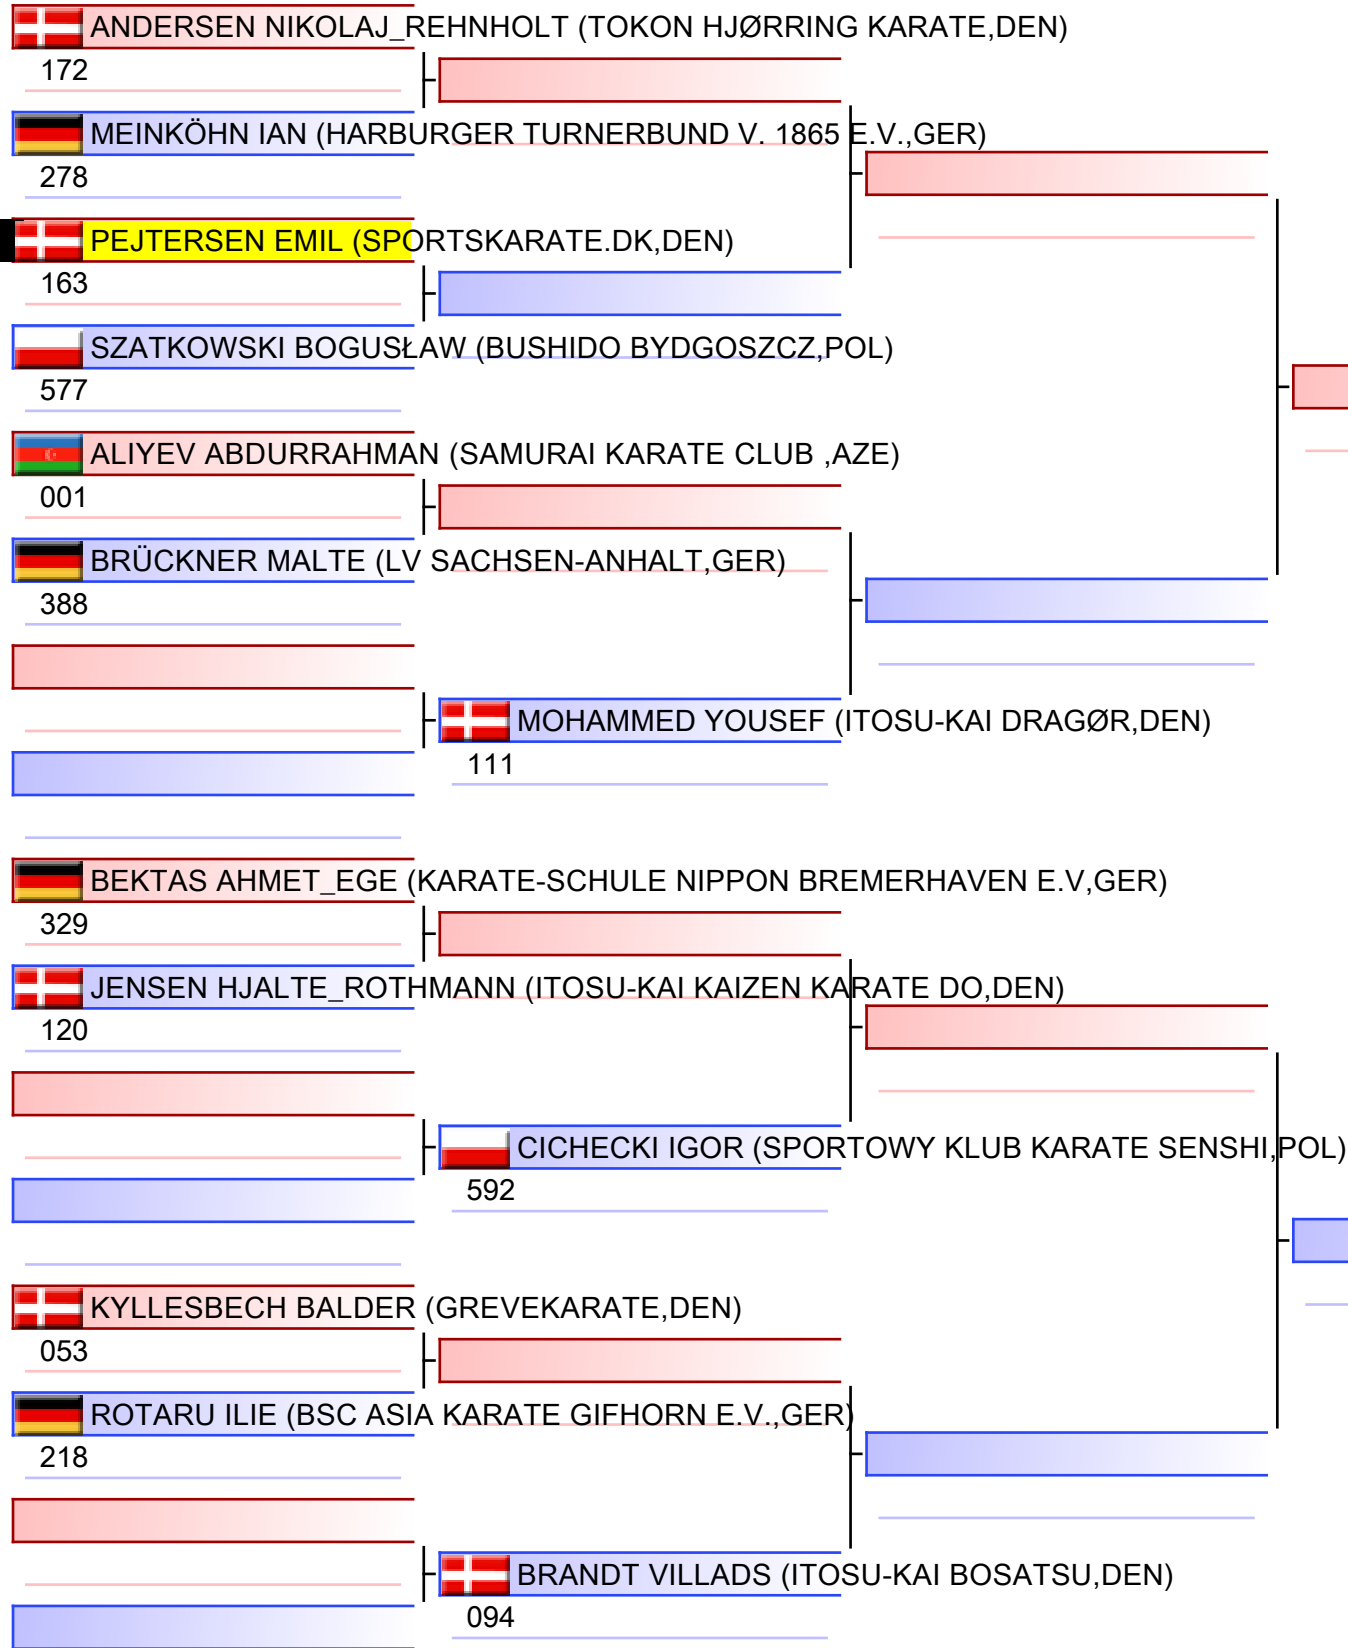 ANDERSEN NIKOLAJ_REHNHOLT (TOKON HJØRRING KARATE,DEN)
172
MEINKÖHN IAN (HARBURGER TURNERBUND V. 1865 E.V.,GER)
278
PEJTERSEN EMIL (SPORTSKARATE.DK,DEN)
163
SZATKOWSKI BOGUSŁAW (BUSHIDO BYDGOSZCZ,POL)
577
ALIYEV ABDURRAHMAN (SAMURAI KARATE CLUB ,AZE)
001
BRÜCKNER MALTE (LV SACHSEN-ANHALT,GER)
388
MOHAMMED YOUSEF (ITOSU-KAI DRAGØR,DEN)
111
BEKTAS AHMET_EGE (KARATE-SCHULE NIPPON BREMERHAVEN E.V,GER)
329
JENSEN HJALTE_ROTHMANN (ITOSU-KAI KAIZEN KARATE DO,DEN)
120
CICHECKI IGOR (SPORTOWY KLUB KARATE SENSHI,POL)
592
KYLLESBECH BALDER (GREVEKARATE,DEN)
053
ROTARU ILIE (BSC ASIA KARATE GIFHORN E.V.,GER)
218
BRANDT VILLADS (ITOSU-KAI BOSATSU,DEN)
094